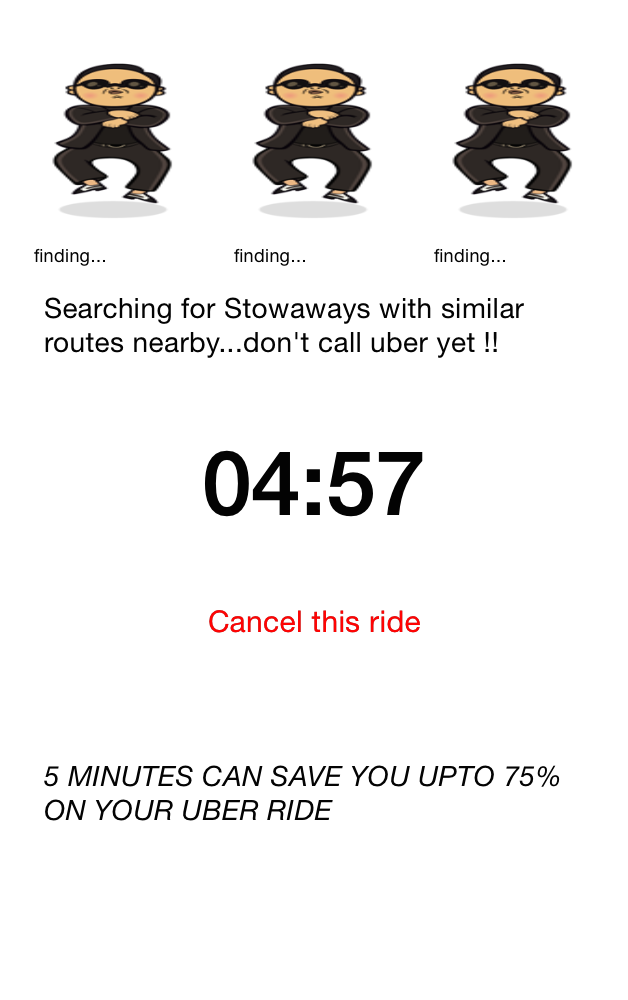 finding... finding... finding...
Searching for Stowaways with similar
routes nearby...don't call uber yet !!
04:57
Cancel this ride
5 MINUTES CAN SAVE YOU UPTO 75%
ON YOUR UBER RIDE